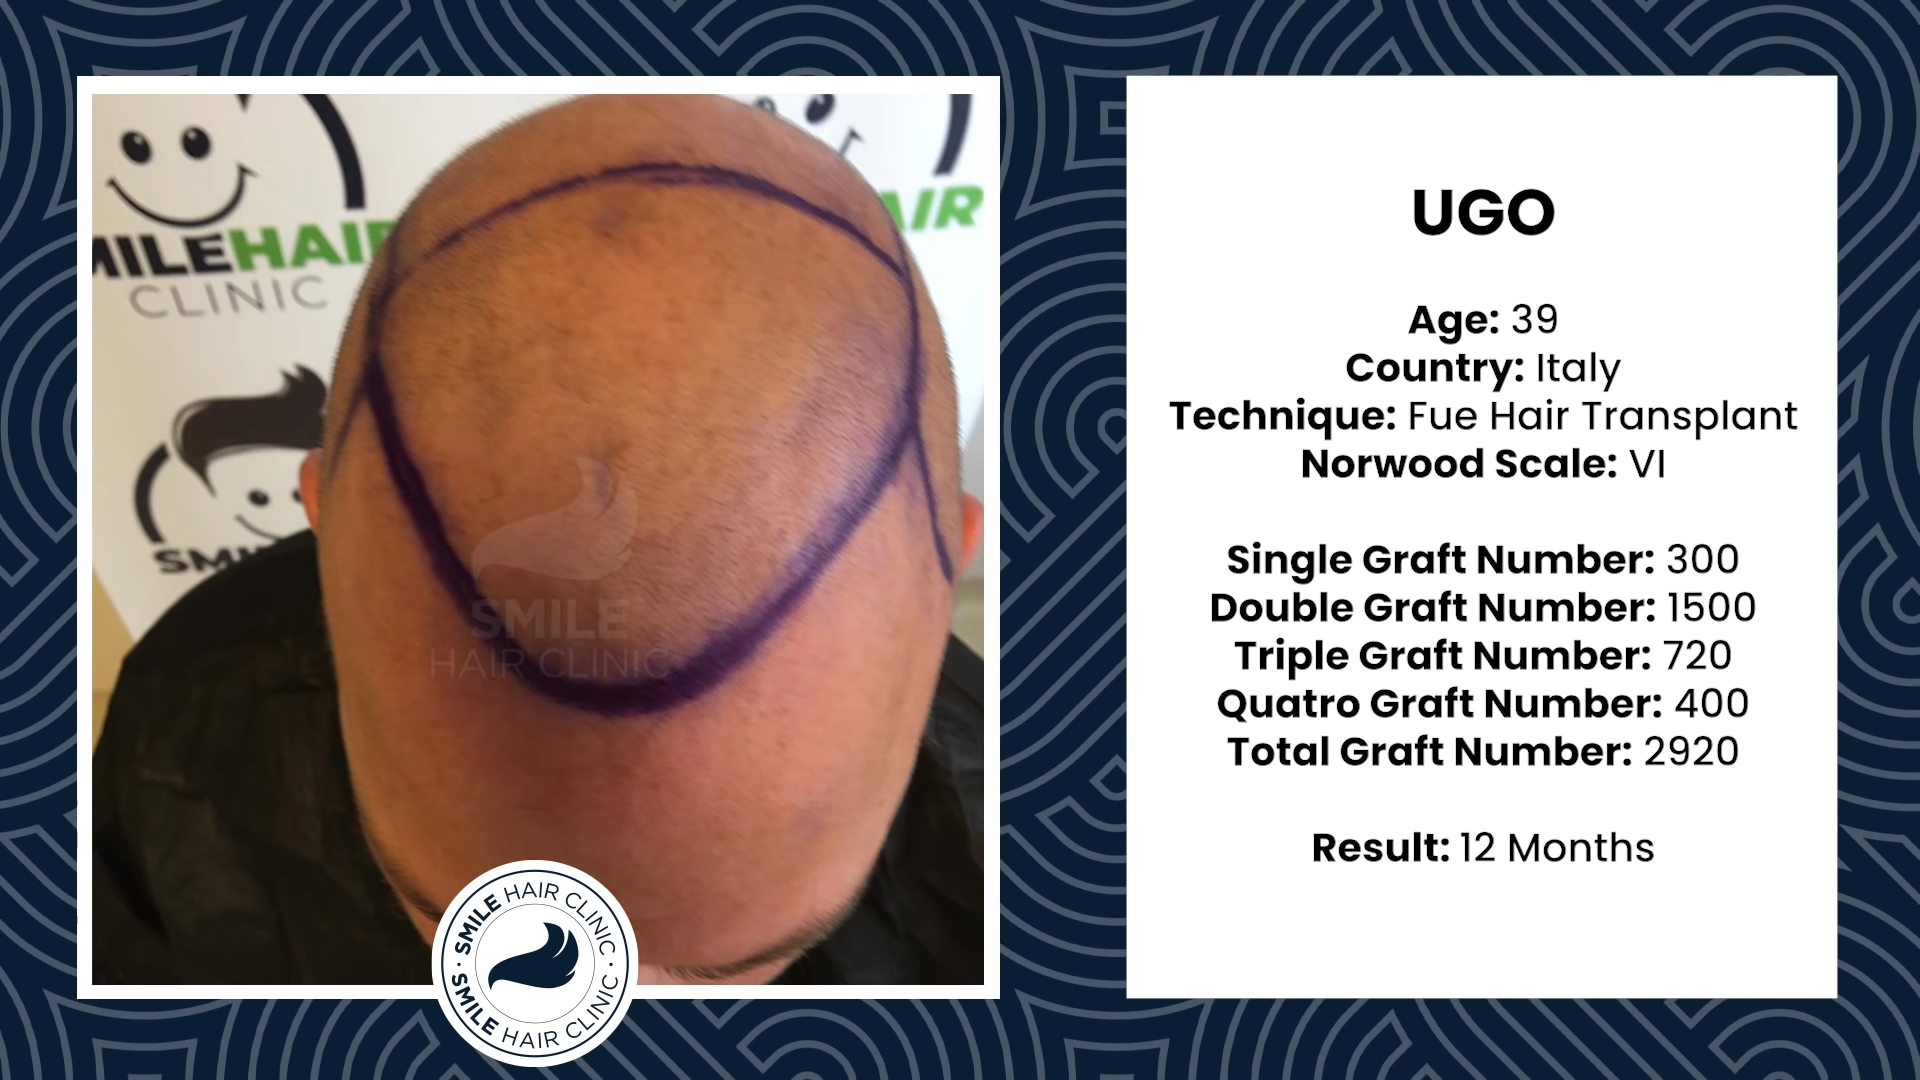 MILEHAIR
CLINIC
AIR
SMI
SMILE
HAIR CLINIC
SMILE HAIR CLINIC
SMILE HAIR CLINIC
UGO
Age: 39
Country: Italy
Technique: Fue Hair Transplant
Norwood Scale: VI
Single Graft Number: 300
Double Graft Number: 1500
Triple Graft Number: 720
Quatro Graft Number: 400
Total Graft Number: 2920
Result: 12 Months